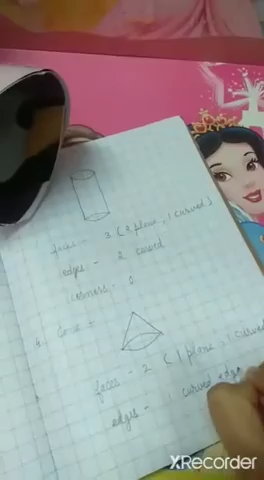 faces - 3 (2 plane, 1 curved)
edges - 2 curved
corners - 0
Cone -
faces - 2 (1 plane, 1 curved
edges - 1 curved edge
XRecorder